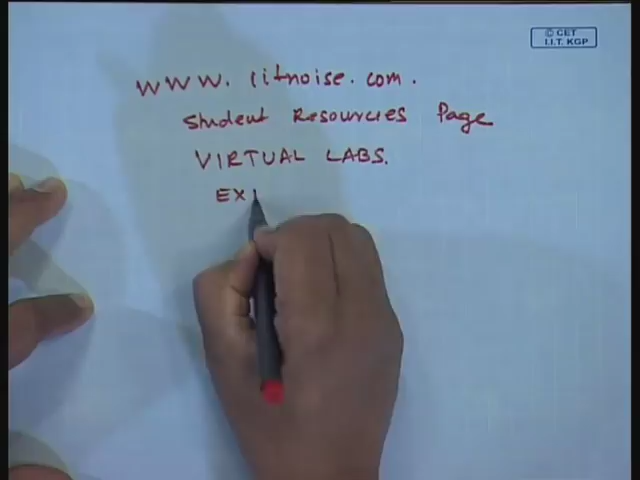 © CET
I.I.T. KGP
www. iitnoise. com.
Student Resources Page
VIRTUAL LABS.
EX